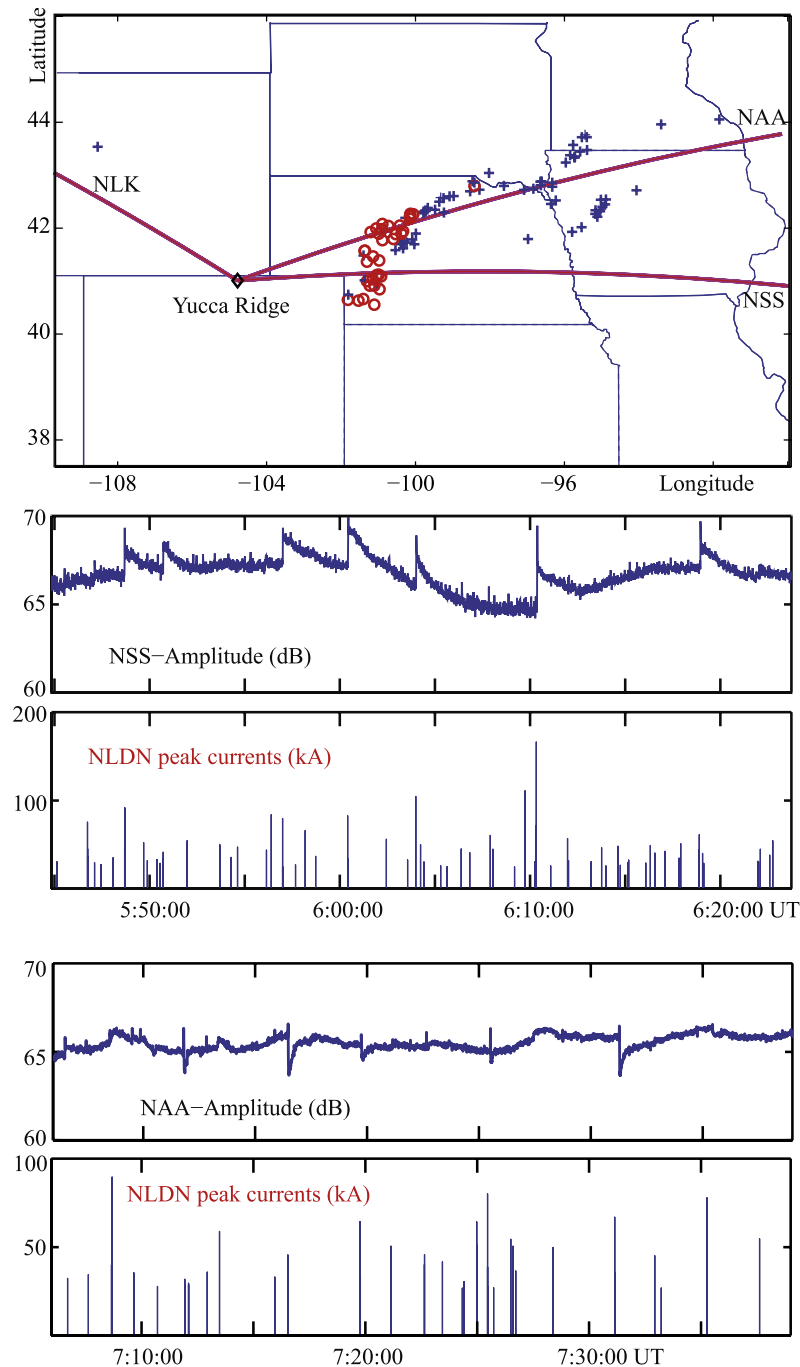 Latitude
44
42
40
38
NAA
NLK
Yucca Ridge
NSS
−108
−104
−100
−96
Longitude
70
65
60
NSS−Amplitude (dB)
200
100
NLDN peak currents (kA)
5:50:00
6:00:00
6:10:00
6:20:00 UT
70
65
60
NAA−Amplitude (dB)
100
50
NLDN peak currents (kA)
7:10:00
7:20:00
7:30:00 UT